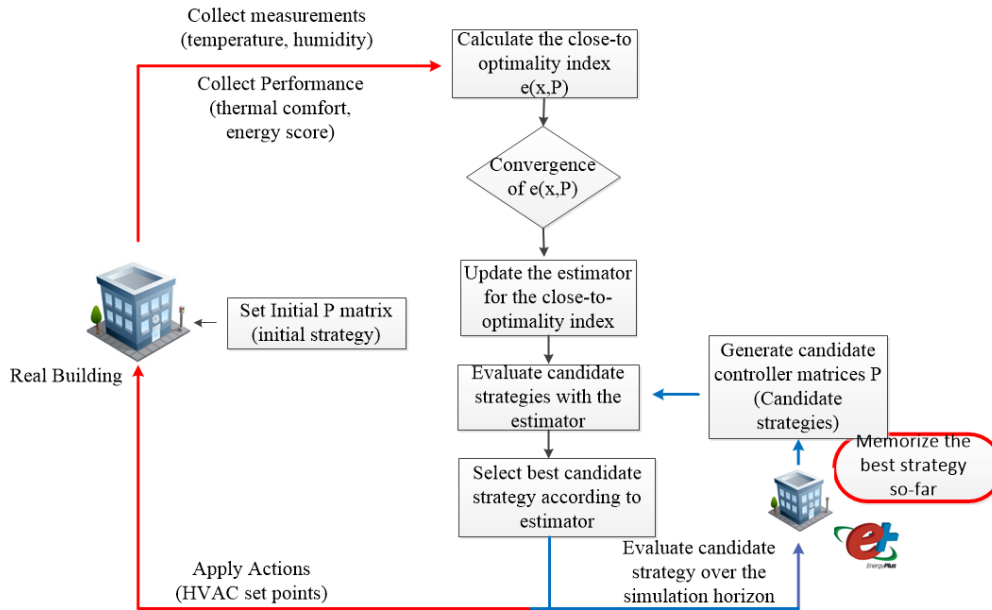 Collect measurements
(temperature, humidity)
Collect Performance
(thermal comfort,
energy score)
Calculate the close-to
optimality index
e(x,P)
Convergence
of e(x,P)
Update the estimator
for the close-to-
optimality index
Set Initial P matrix
(initial strategy)
Real Building
Evaluate candidate
strategies with the
estimator
Generate candidate
controller matrices P
(Candidate
strategies)
Memorize the
best strategy
so-far
Select best candidate
strategy according to
estimator
e+
EnergyPlus
Evaluate candidate
strategy over the
simulation horizon
Apply Actions
(HVAC set points)